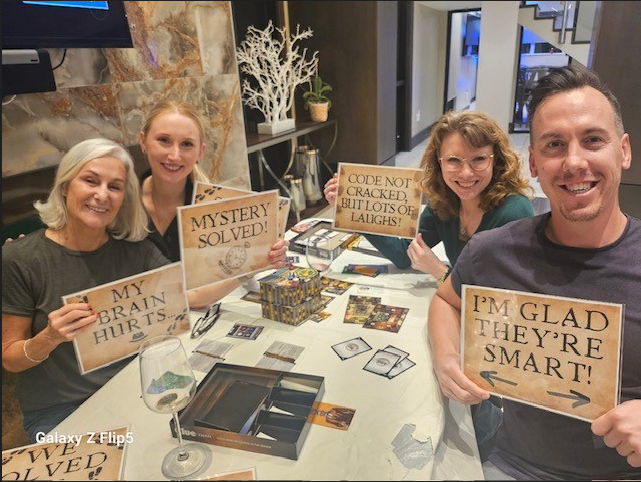 MY
BRAIN
HURTS...
MYSTERY
SOLVED!
CODE NOT
CRACKED,
BUT LOTS OF
LAUGHS!
I'M GLAD
THEY'RE
SMART!
Galaxy Z Flip5
"WE
SOLVED